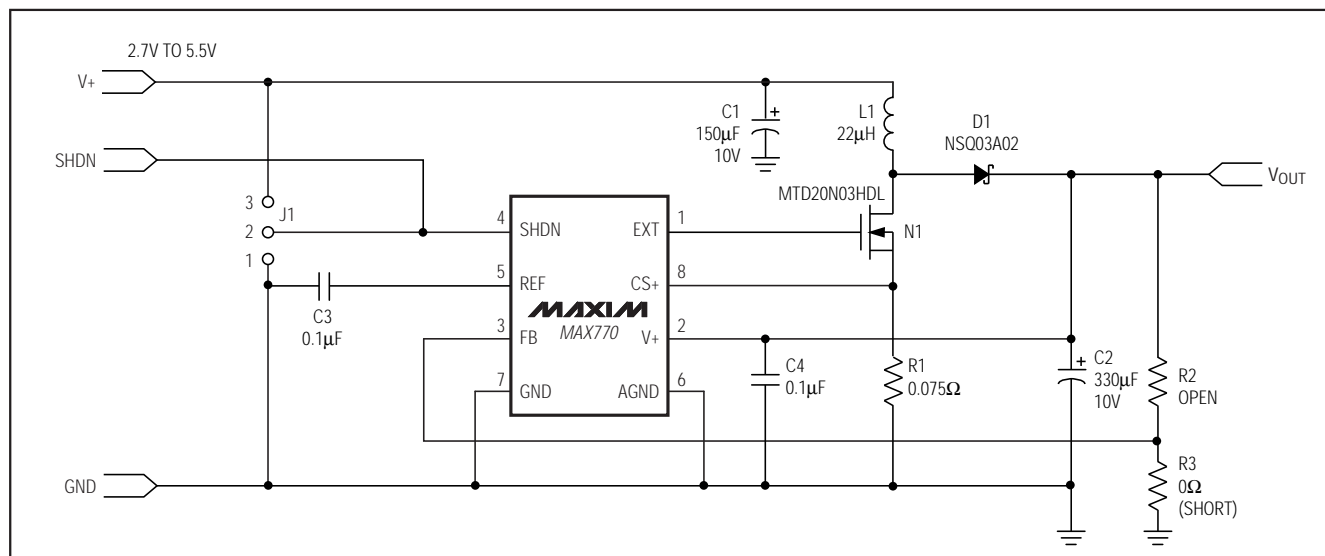 2.7V TO 5.5V
V+
SHDN
GND
3
2
1
J1
C3
0.1μF
C1
+
150μF
10V
L1
22μH
D1
NSQ03A02
VOUT
MTD20N03HDL
N1
4
SHDN
5
REF
3
FB
7
GND
MAXIM
MAX770
EXT
1
CS+
8
V+
2
AGND
6
C4
0.1μF
R1
0.075Ω
C2
+
330μF
10V
R2
OPEN
R3
0Ω
(SHORT)